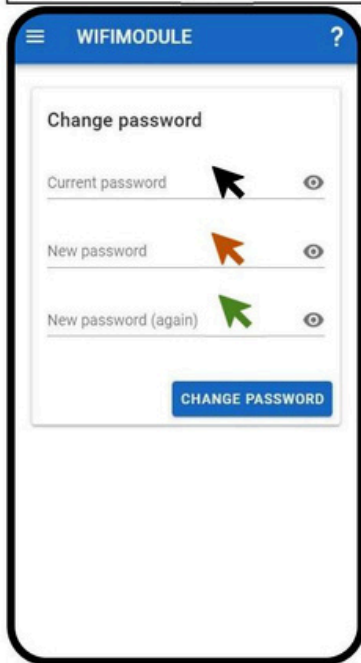 WIFIMODULE ?
Change password
Current password
New password
New password (again)
CHANGE PASSWORD